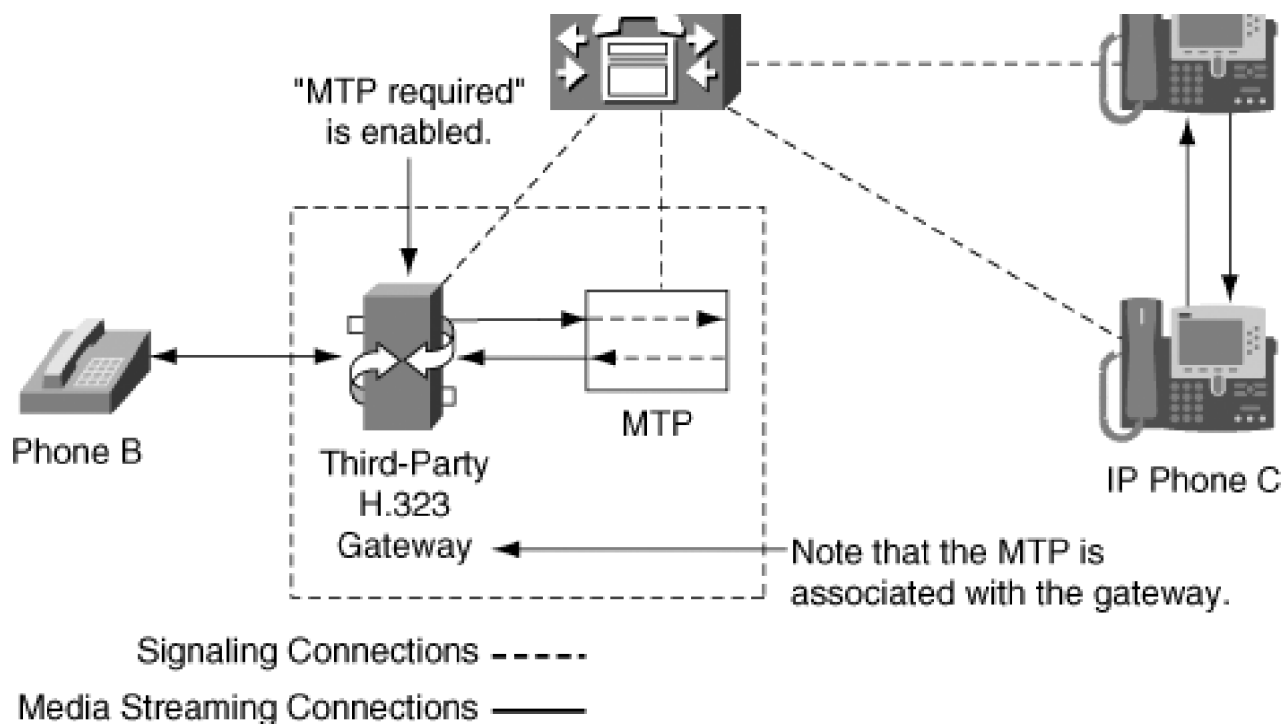 "MTP required"
is enabled.
MTP
Phone B
Third-Party
H.323
Gateway
IP Phone C
Note that the MTP is
associated with the gateway.
Signaling Connections
Media Streaming Connections